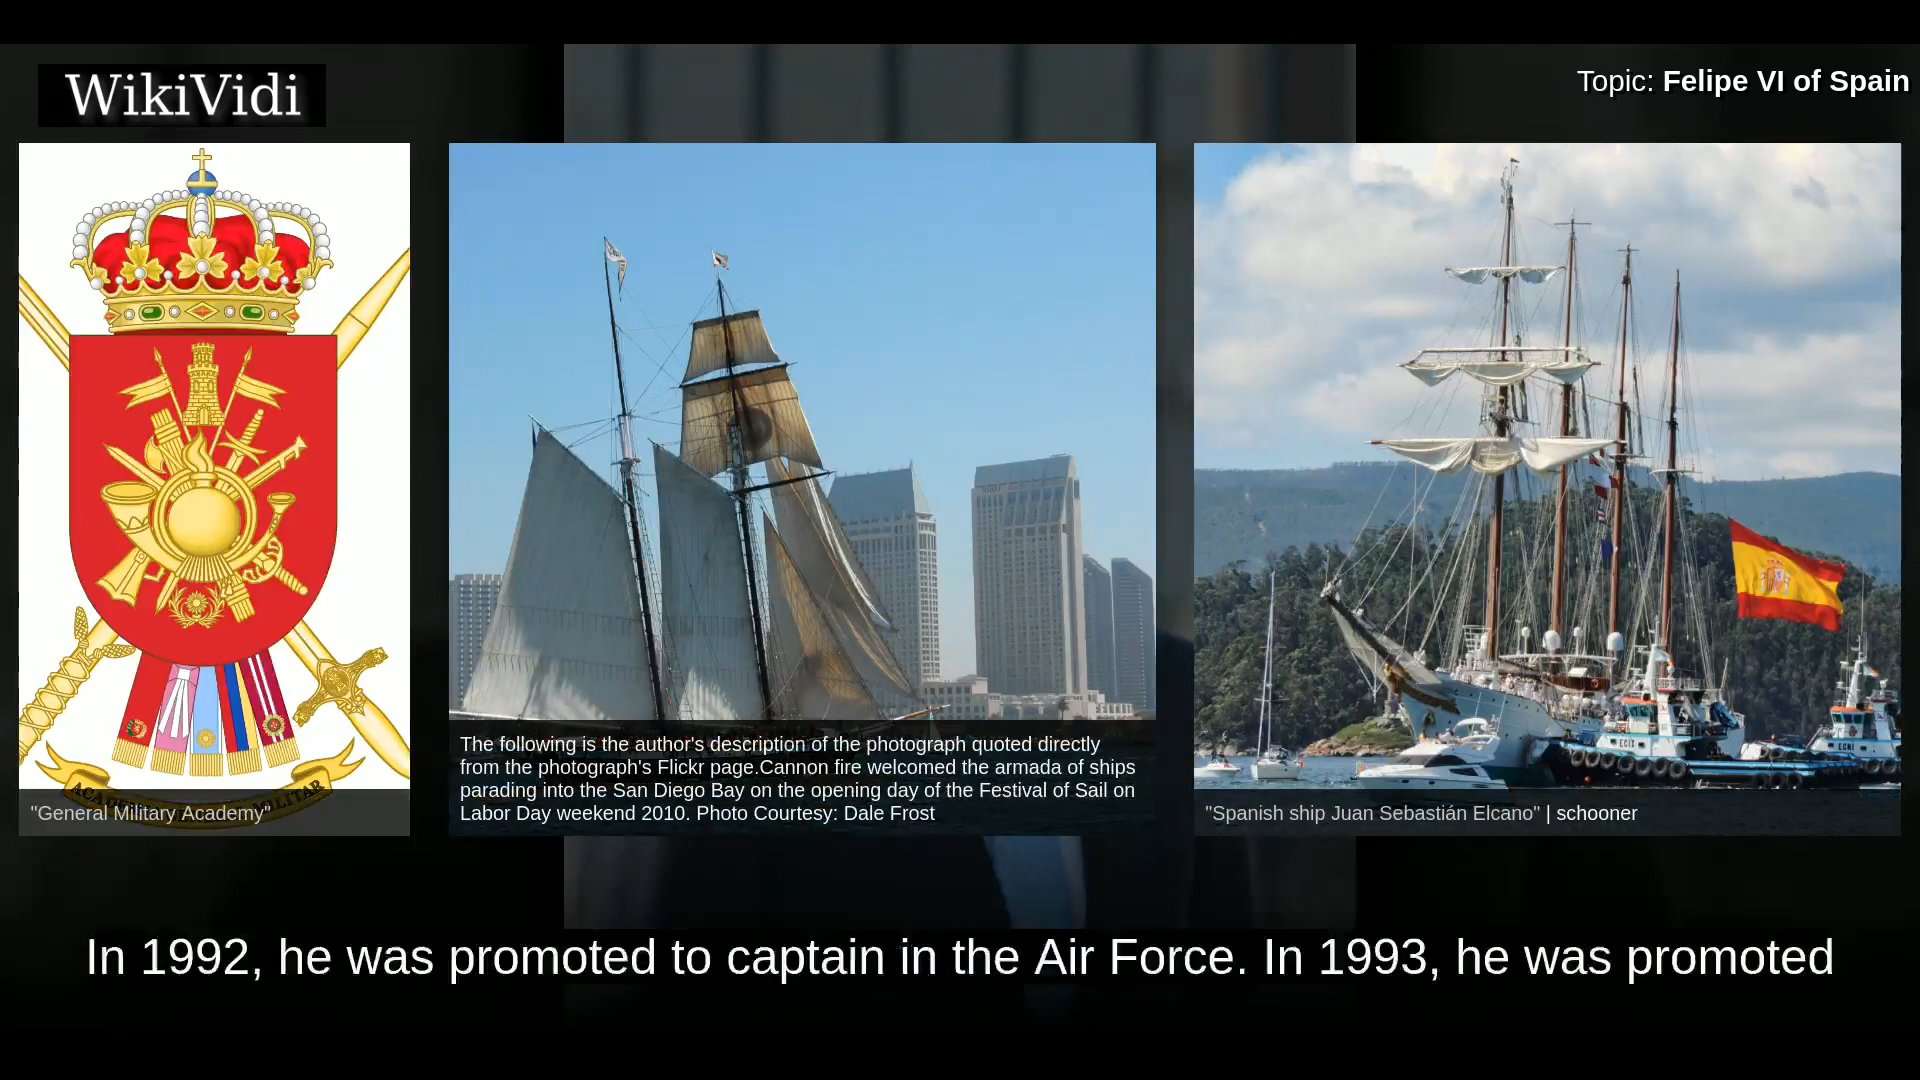 WikiVidi
Topic: Felipe VI of Spain
"General Military Academy"
The following is the author's description of the photograph quoted directly
from the photograph's Flickr page.Cannon fire welcomed the armada of ships
parading into the San Diego Bay on the opening day of the Festival of Sail on
Labor Day weekend 2010. Photo Courtesy: Dale Frost
"Spanish ship Juan Sebastián Elcano" | schooner
In 1992, he was promoted to captain in the Air Force. In 1993, he was promoted